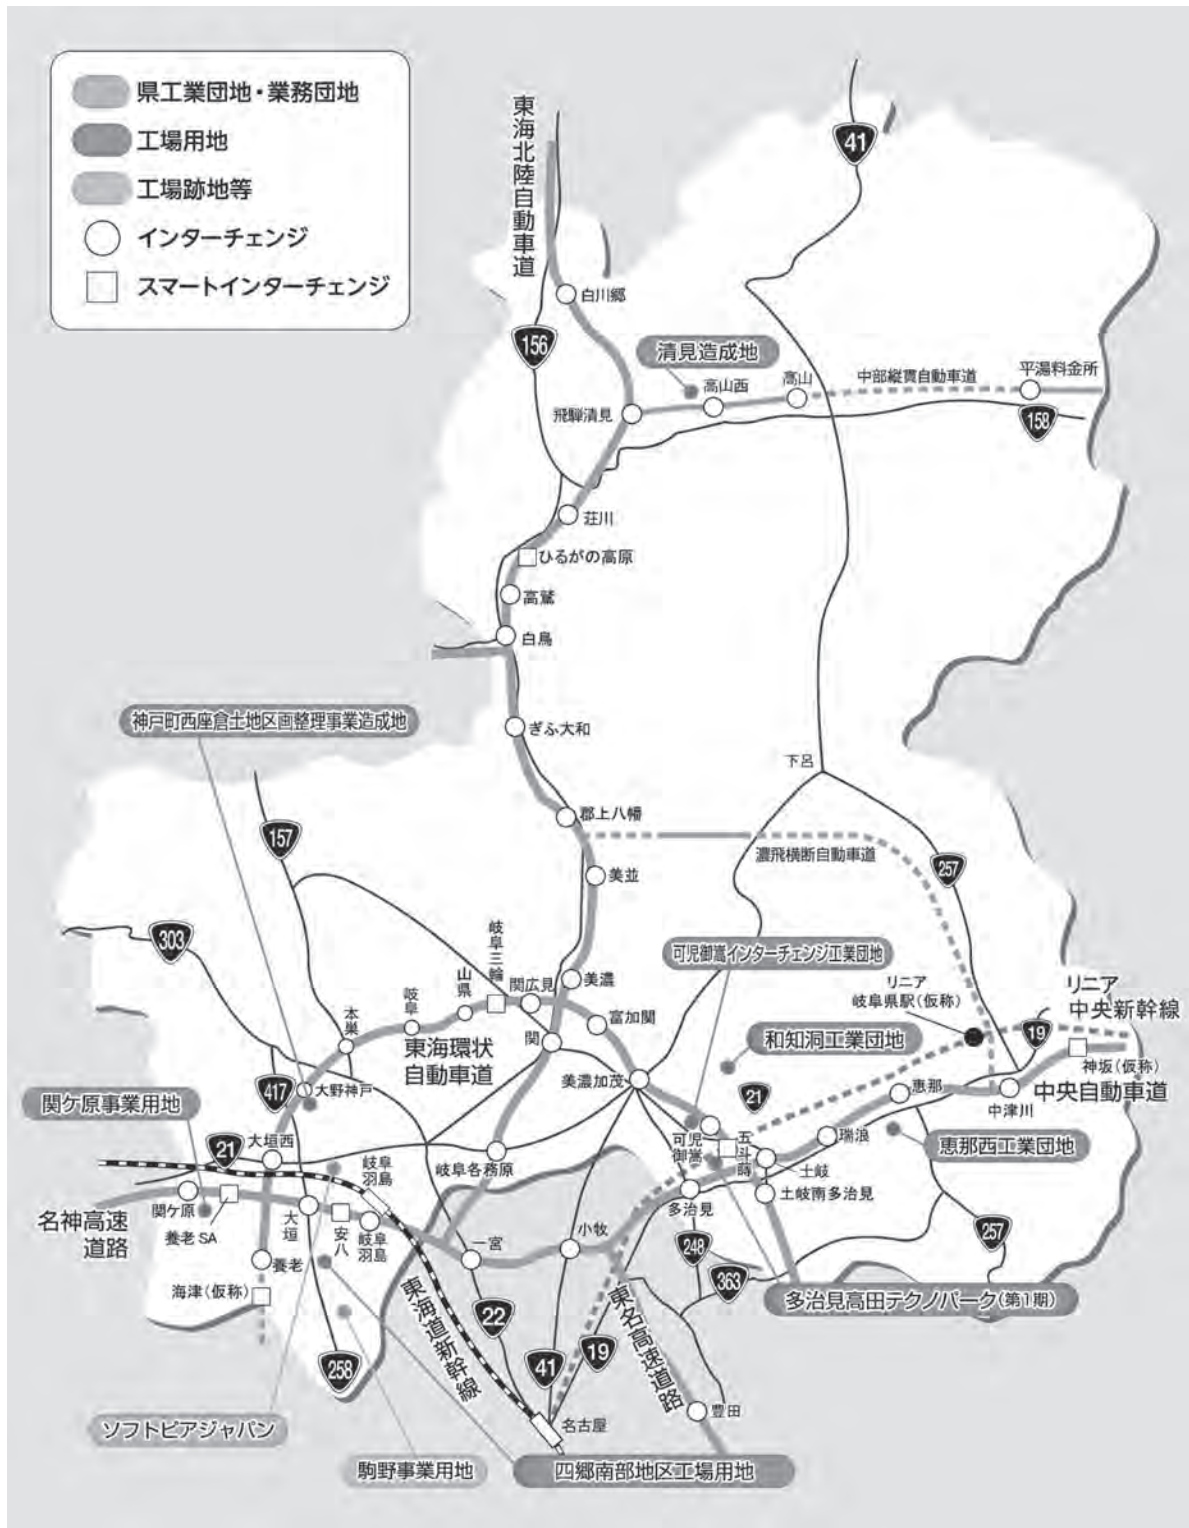 県工業団地・業務団地
工場用地
工場跡地等
インターチェンジ
スマートインターチェンジ
東海北陸自動車道
41
白川郷
156
清見造成地
高山西
高山
中部縦貫自動車道
平湯料金所
飛騨清見
158
荘川
ひるがの高原
高鷲
白鳥
神戸町西座倉土地区画整理事業造成地
ぎふ大和
下呂
157
郡上八幡
濃飛横断自動車道
257
美並
303
岐阜三輪
可児御嵩インターチェンジ工業団地
山県
関広見
美濃
リニア
岐阜県駅(仮称)
リニア
中央新幹線
岐阜
本巣
富加関
和知洞工業団地
19
東海環状
自動車道
関
神坂(仮称)
417
大野神戸
美濃加茂
21
恵那
中津川
中央自動車道
関ケ原事業用地
21
大垣西
可児
御嵩
五斗蒔
瑞浪
恵那西工業団地
岐阜
羽島
岐阜各務原
土岐
土岐南多治見
関ケ原
名神高速
道路
養老SA
大垣
安八
岐阜
羽島
一宮
小牧
多治見
248
257
養老
海津(仮称)
363
多治見高田テクノパーク(第1期)
東海道新幹線
22
東名高速道路
258
41
19
ソフトピアジャパン
名古屋
豊田
駒野事業用地
四郷南部地区工場用地